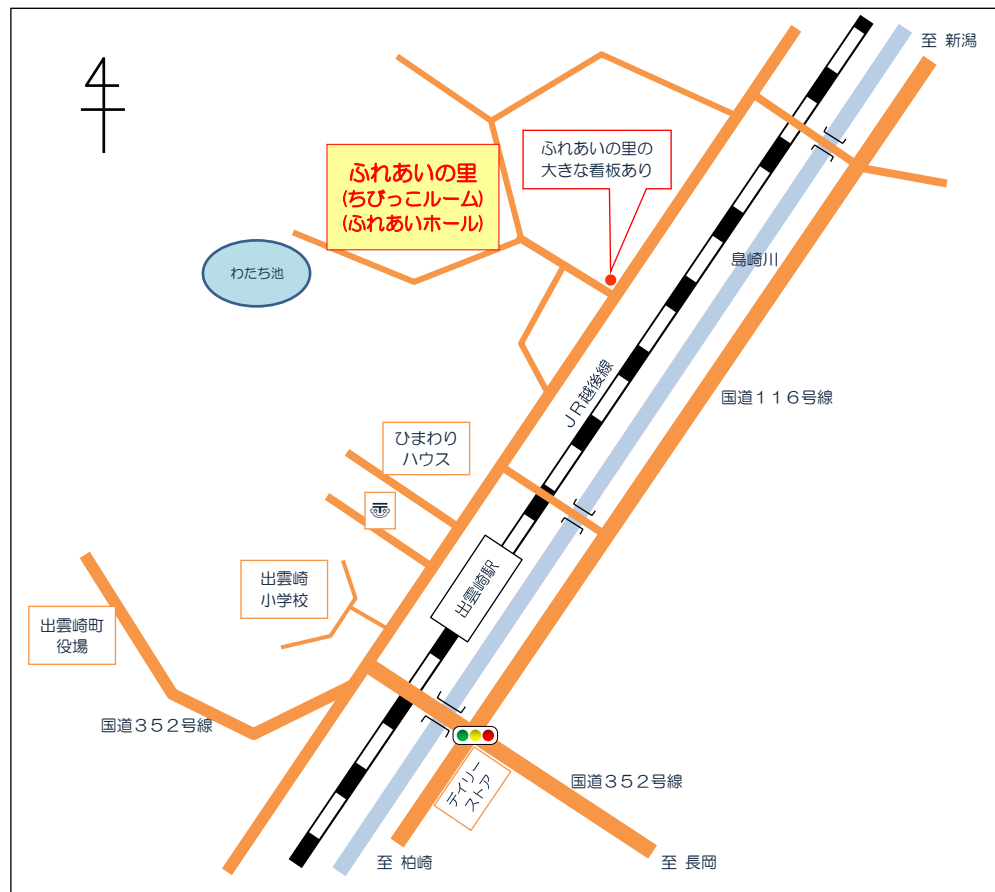 至 新潟
ふれあいの里の
大きな看板あり
ふれあいの里
(ちびっこルーム)
(ふれあいホール)
わたち池
島崎川
JR越後線
国道116号線
ひまわり
ハウス
出雲崎駅
出雲崎
小学校
出雲崎町
役場
国道352号線
デイリー
ストア
国道352号線
至 柏崎
至 長岡